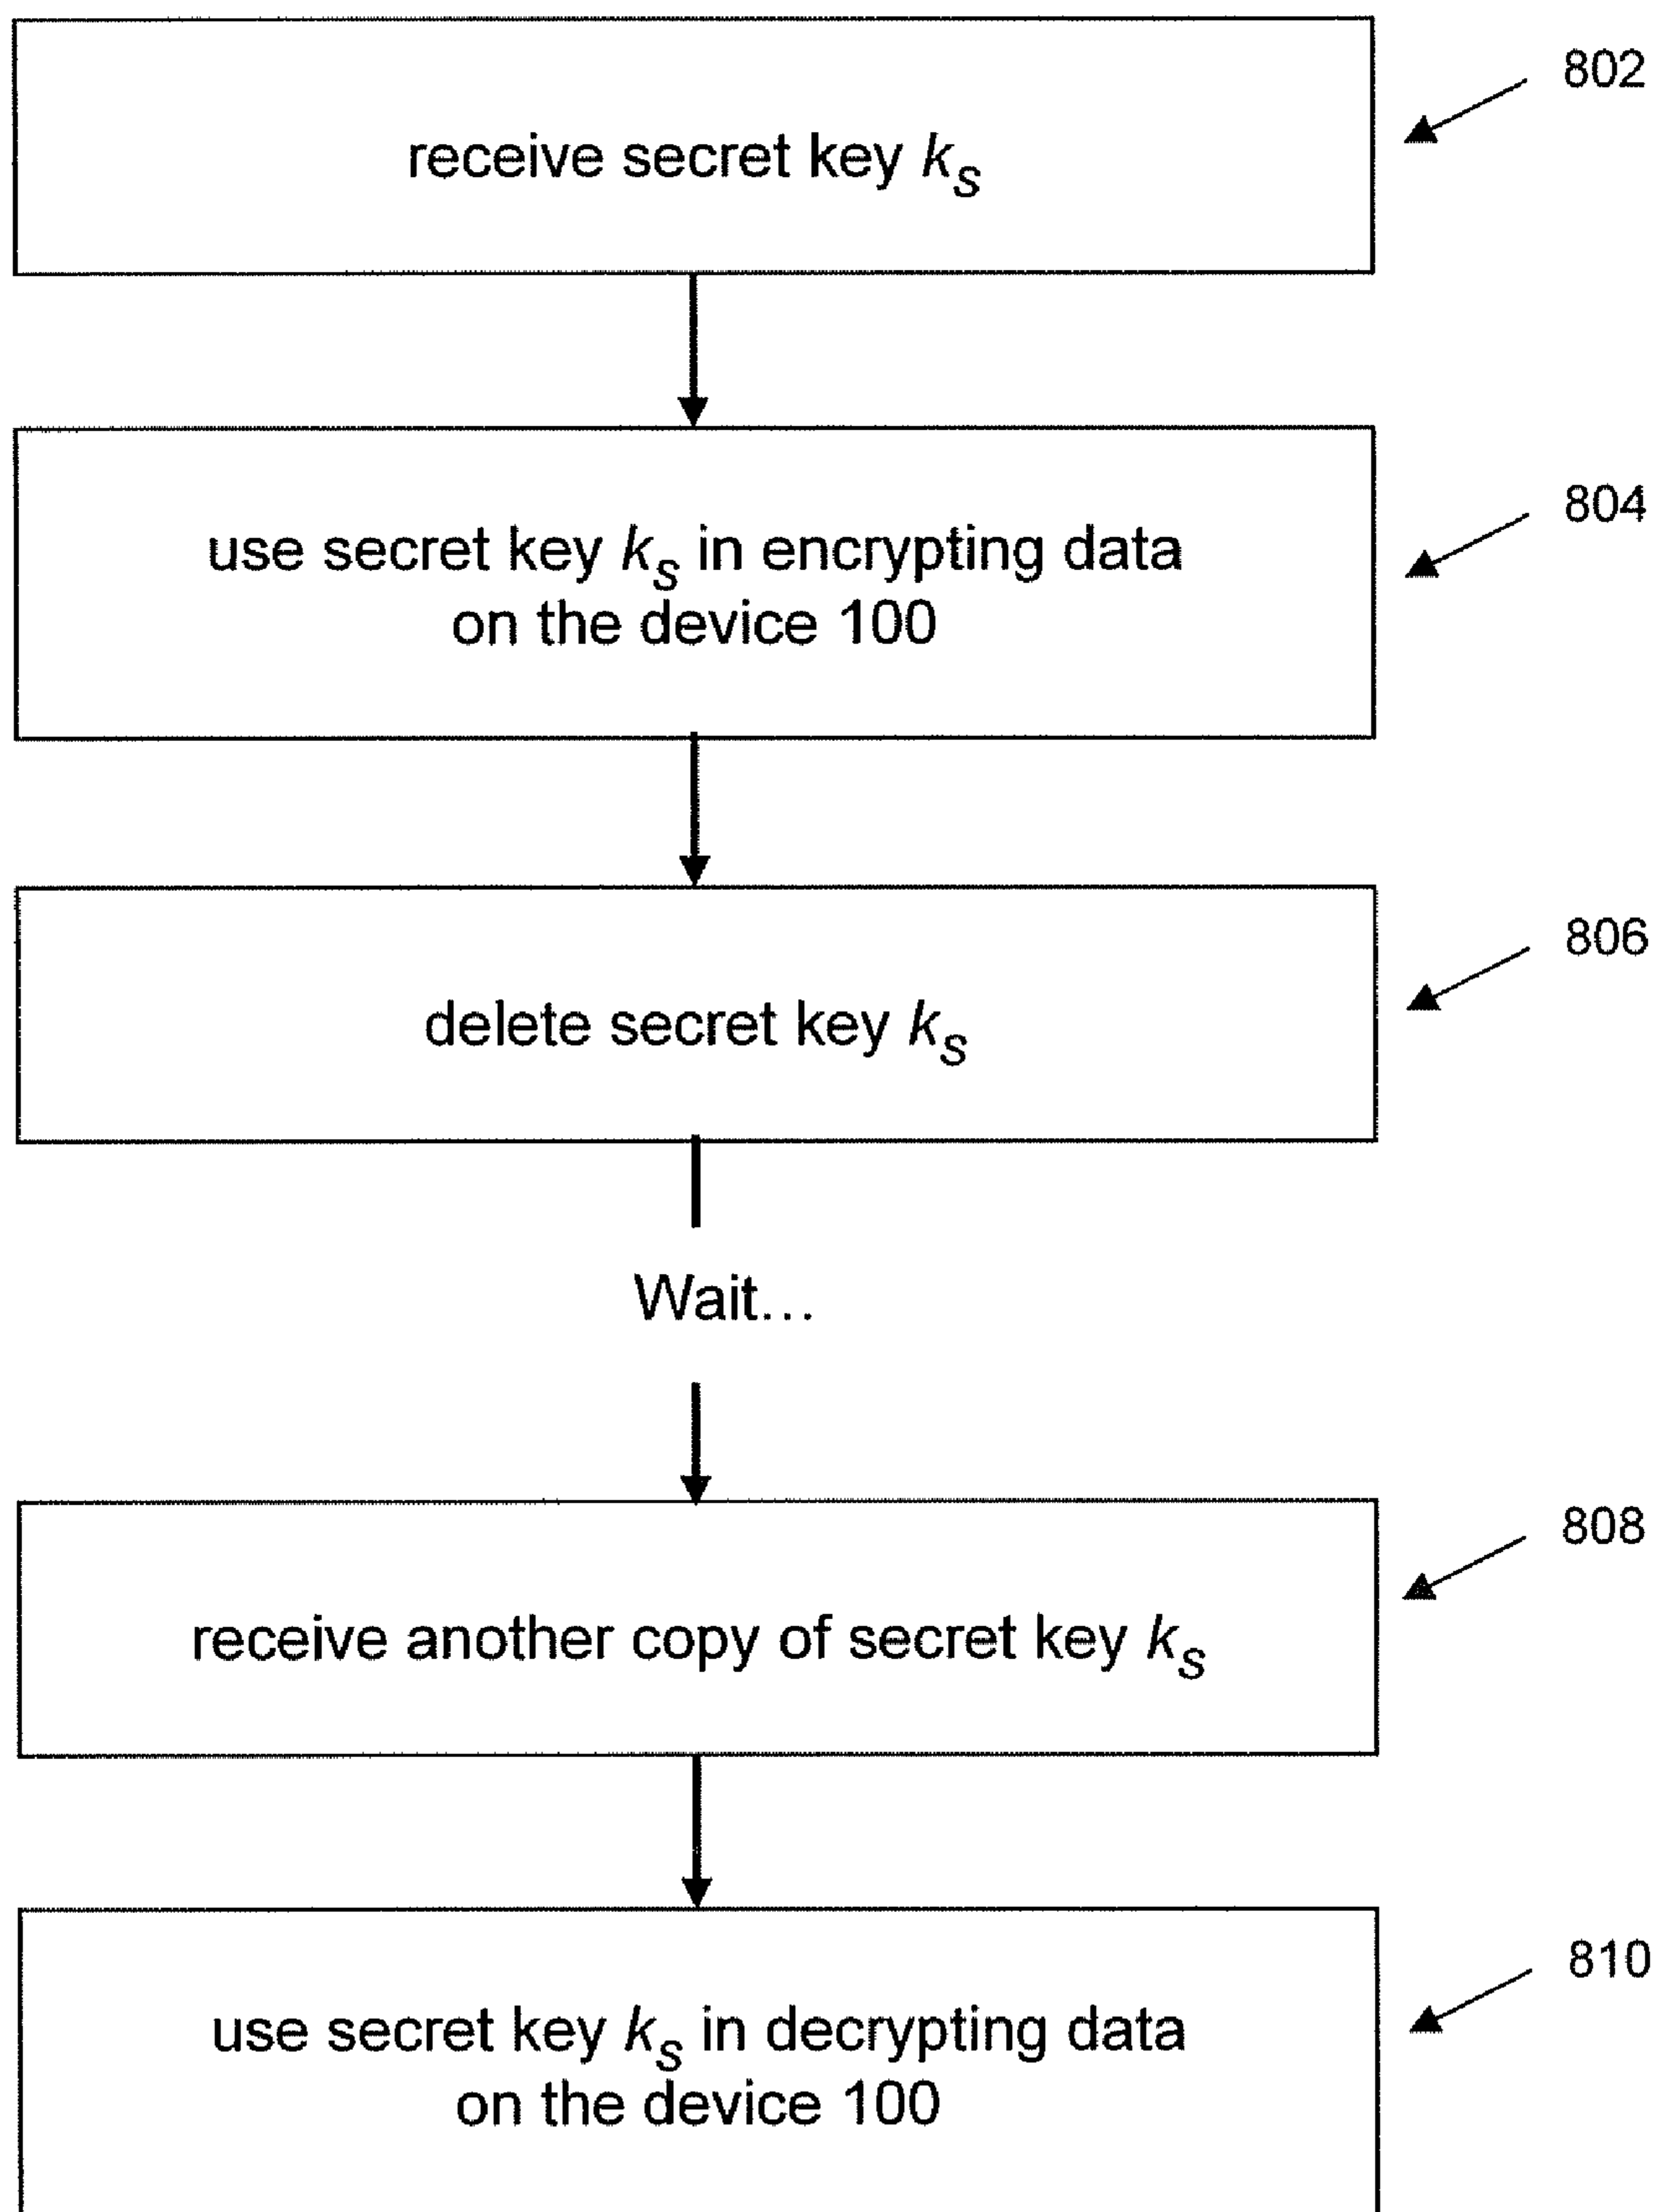 receive secret key kₛ
802
use secret key kₛ in encrypting data
on the device 100
804
delete secret key kₛ
806
Wait...
receive another copy of secret key kₛ
808
use secret key kₛ in decrypting data
on the device 100
810